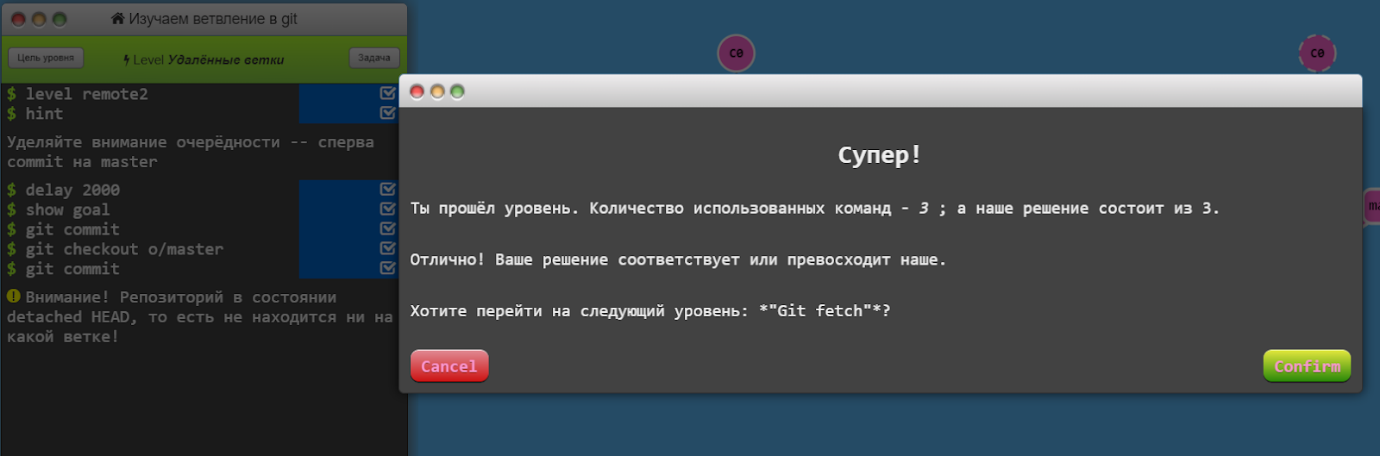 Изучаем ветвление в git
Цель уровня
Level Удалённые ветки
Задача
$ level remote2
$ hint
Уделяйте внимание очерёдности -- сперва
commit на master
$ delay 2000
$ show goal
$ git commit
$ git checkout o/master
$ git commit
Внимание! Репозиторий в состоянии
detached HEAD, то есть не находится ни на
какой ветке!
C0
C0
Супер!
Ты прошёл уровень. Количество использованных команд - 3 ; а наше решение состоит из 3.
Отлично! Ваше решение соответствует или превосходит наше.
Хотите перейти на следующий уровень: *"Git fetch"*?
Cancel
Confirm